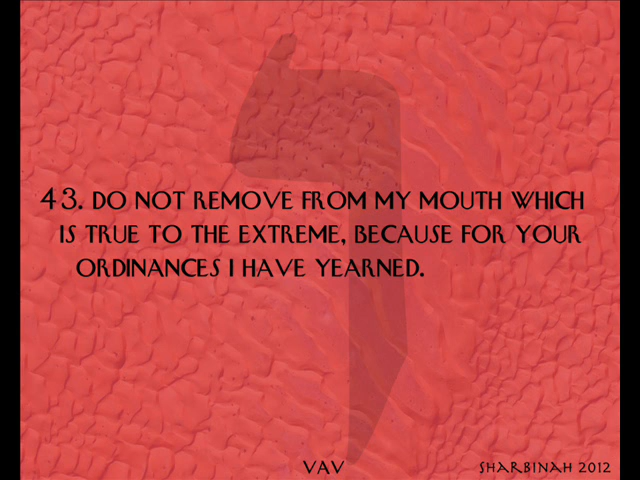 43. DO NOT REMOVE FROM MY MOUTH WHICH
IS TRUE TO THE EXTREME, BECAUSE FOR YOUR
ORDINANCES I HAVE YEARNED.
ו
VAV
SHARBINAH 2012